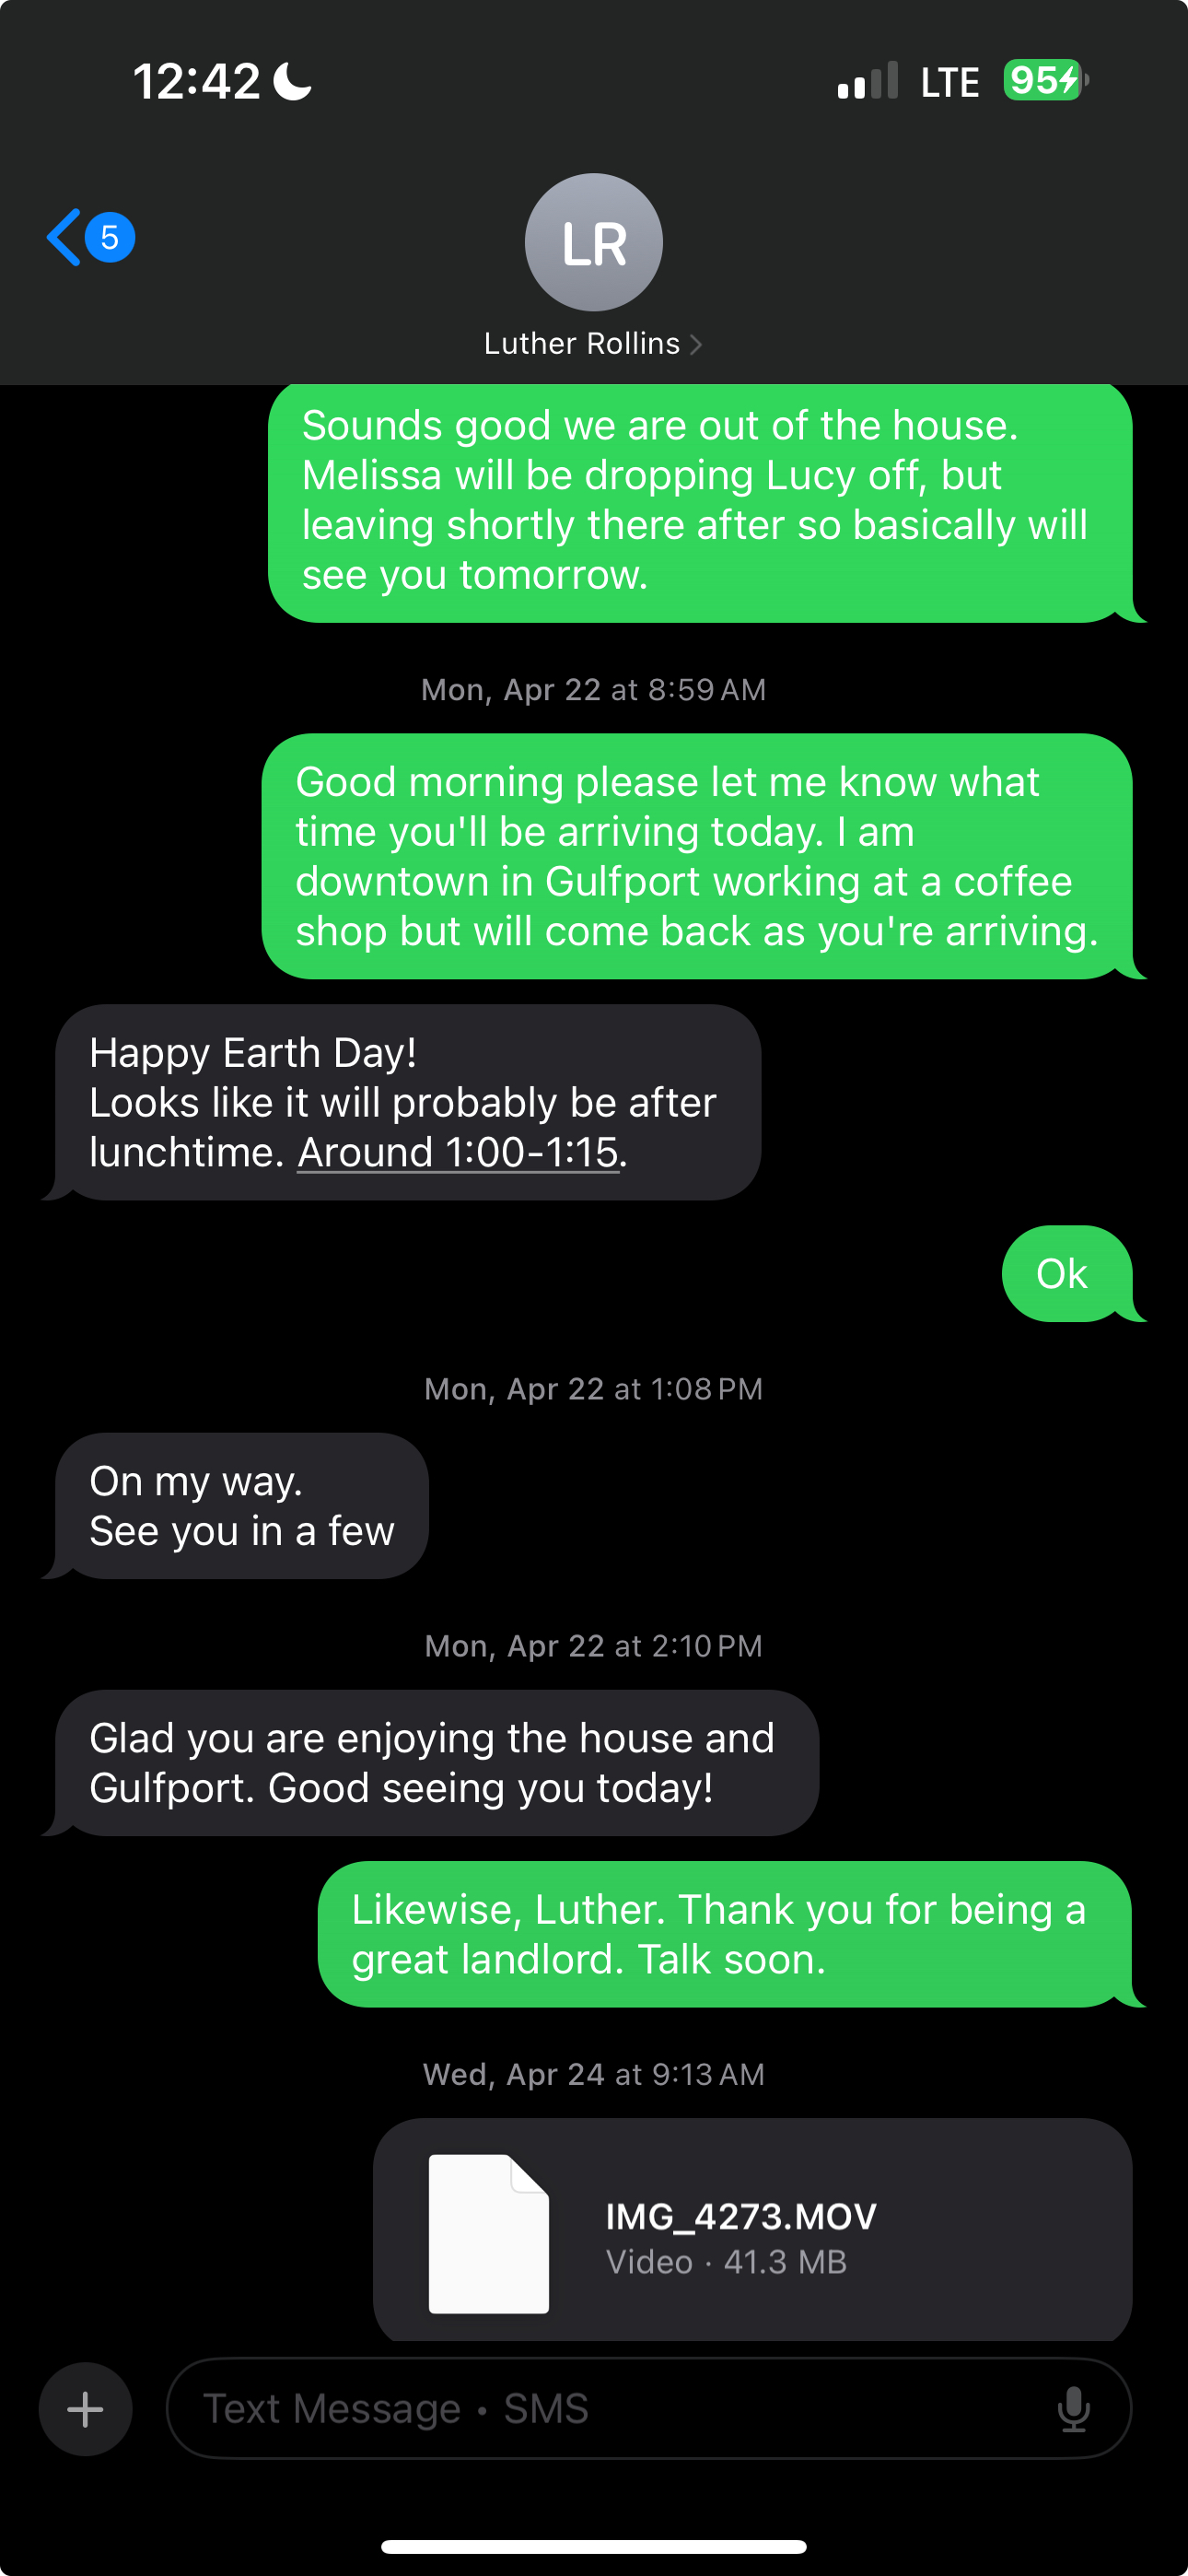 12:42
LTE
95
5
LR
Luther Rollins
Sounds good we are out of the house.
Melissa will be dropping Lucy off, but
leaving shortly there after so basically will
see you tomorrow.
Mon, Apr 22 at 8:59 AM
Good morning please let me know what
time you'll be arriving today. I am
downtown in Gulfport working at a coffee
shop but will come back as you're arriving.
Happy Earth Day!
Looks like it will probably be after
lunchtime. Around 1:00-1:15.
Ok
Mon, Apr 22 at 1:08 PM
On my way.
See you in a few
Mon, Apr 22 at 2:10 PM
Glad you are enjoying the house and
Gulfport. Good seeing you today!
Likewise, Luther. Thank you for being a
great landlord. Talk soon.
Wed, Apr 24 at 9:13 AM
IMG_4273.MOV
Video · 41.3 MB
Text Message • SMS